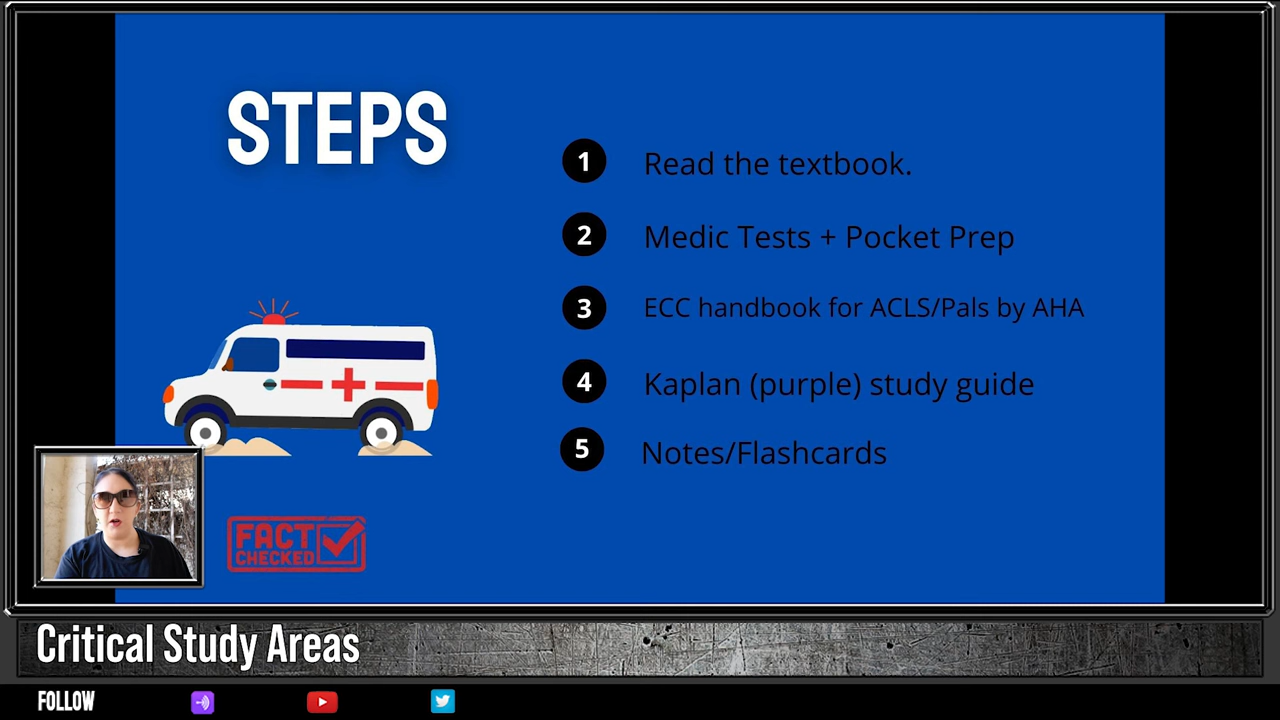 STEPS
1 Read the textbook.
2 Medic Tests + Pocket Prep
3 ECC handbook for ACLS/Pals by AHA
4 Kaplan (purple) study guide
5 Notes/Flashcards
FACT
CHECKED
Critical Study Areas
FOLLOW